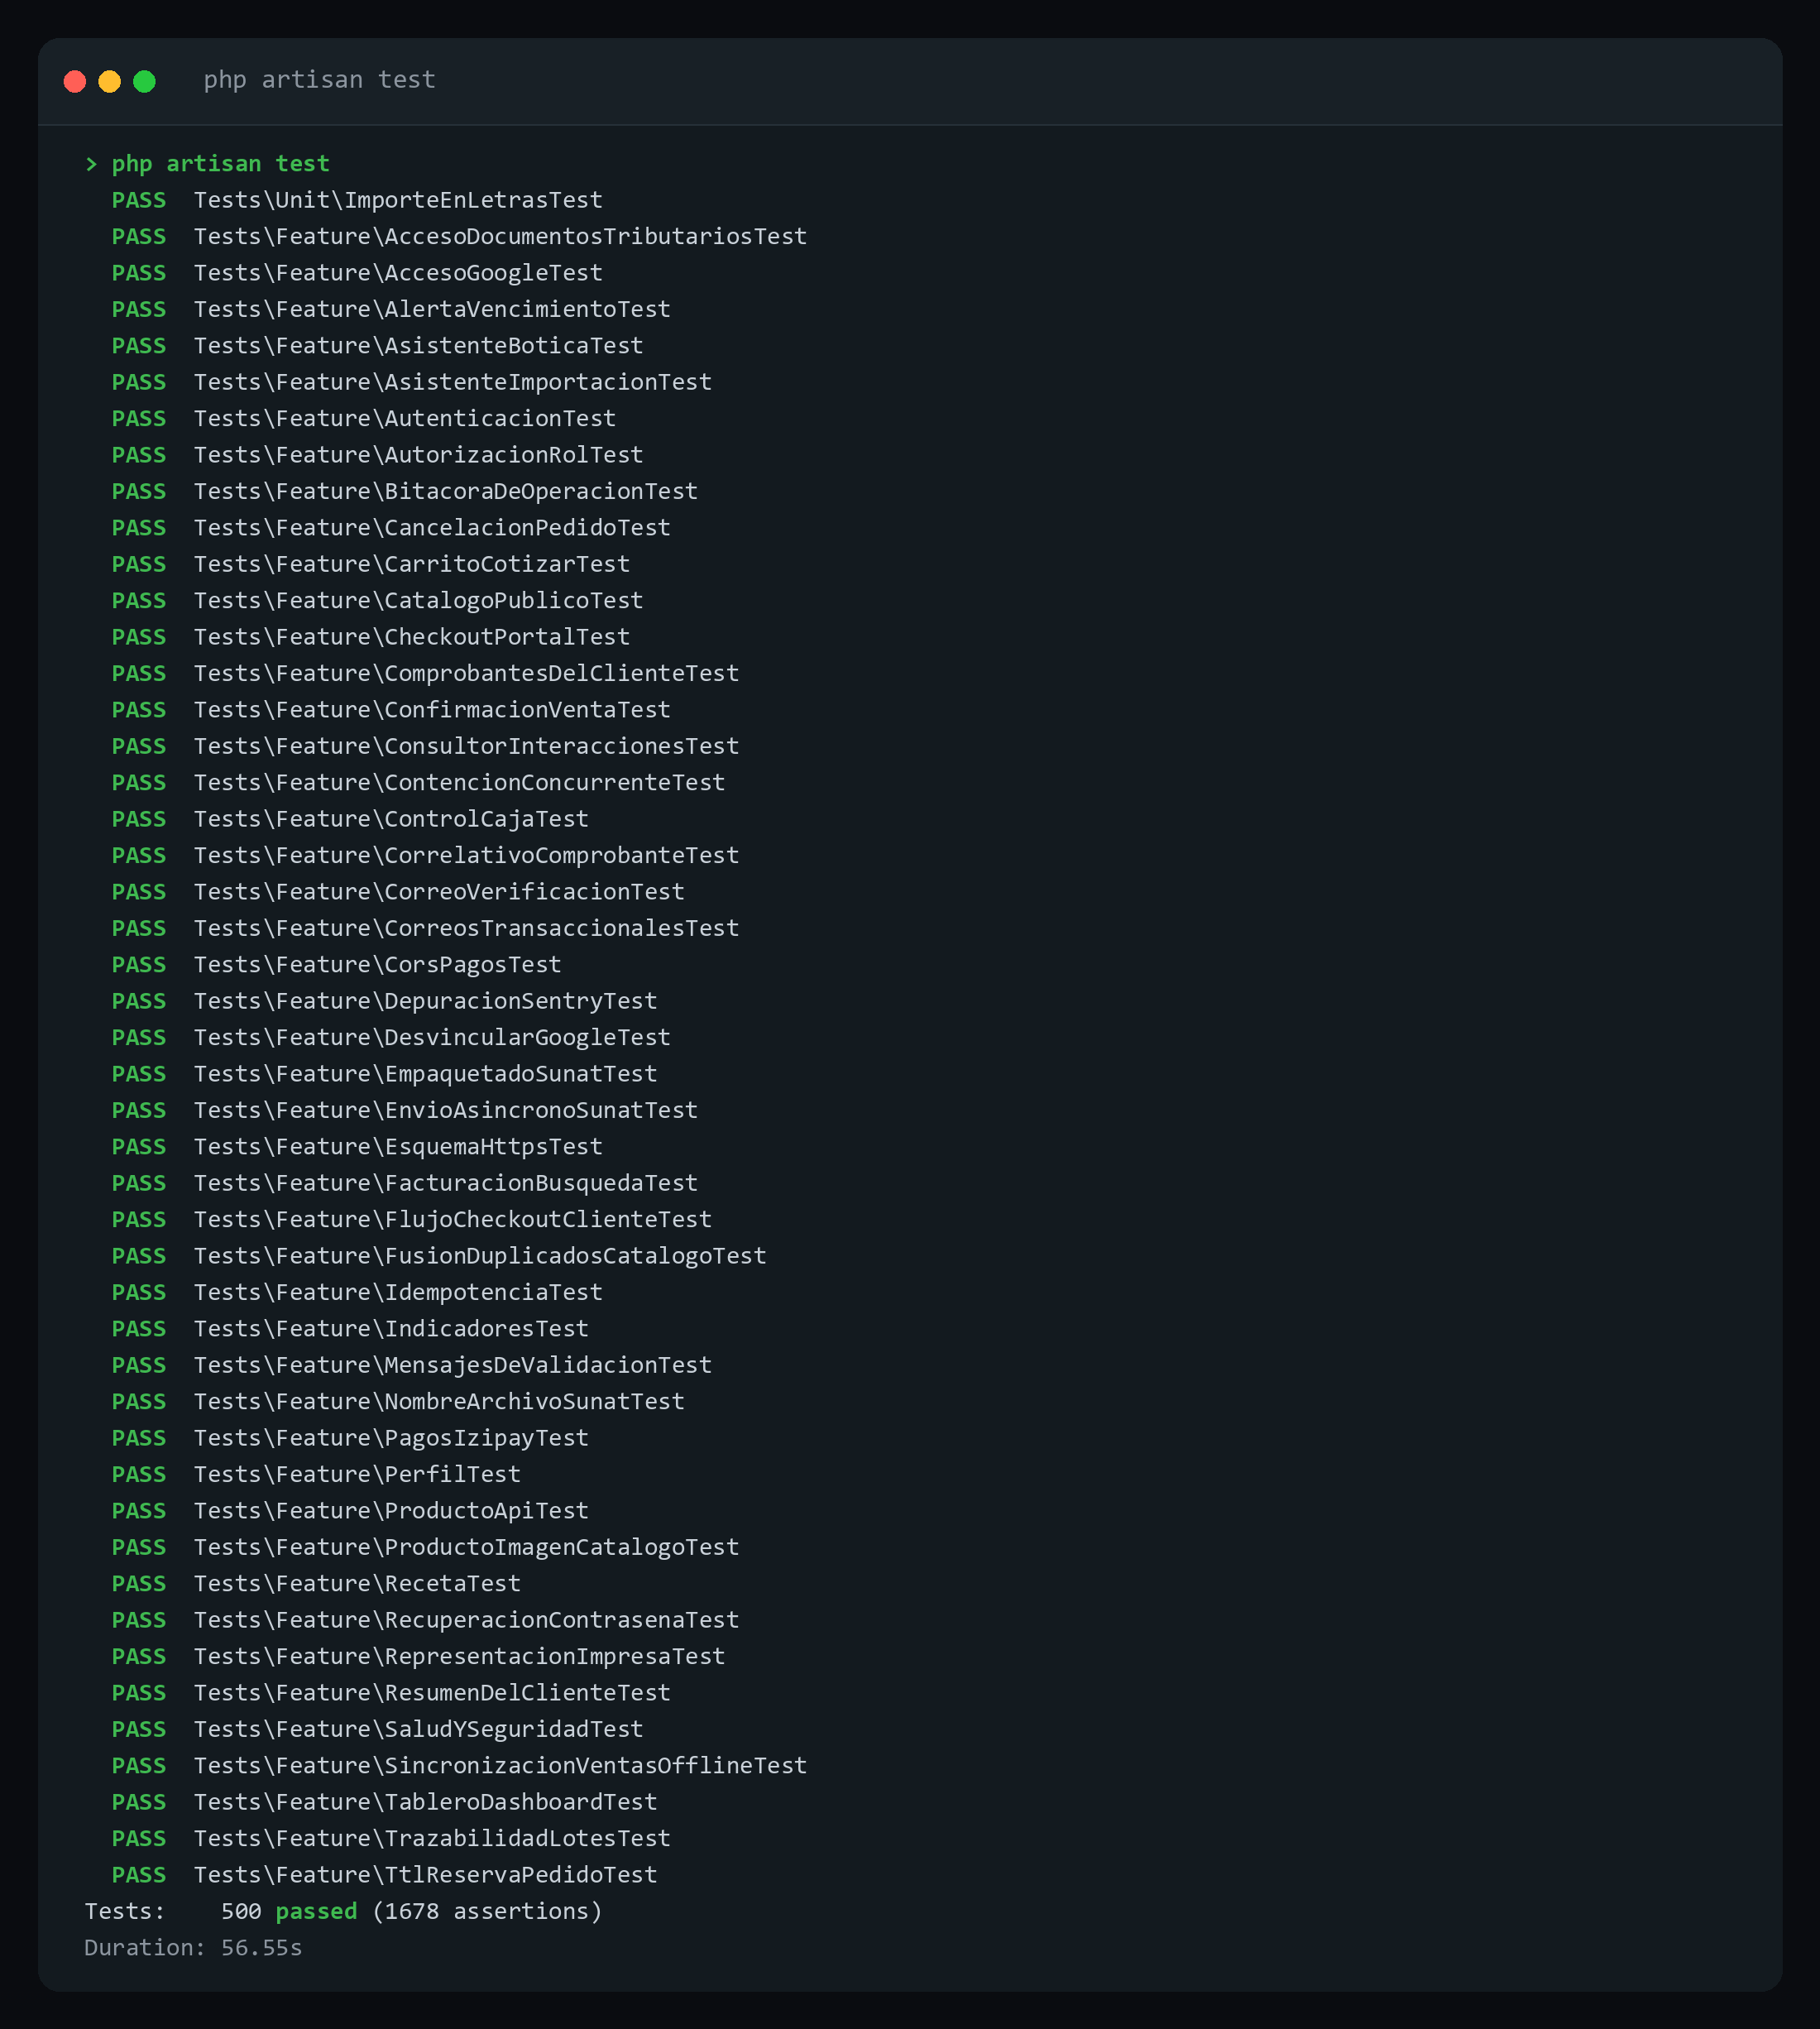 php artisan test
> php artisan test
PASS  Tests\Unit\ImporteEnLetrasTest
PASS  Tests\Feature\AccesoDocumentosTributariosTest
PASS  Tests\Feature\AccesoGoogleTest
PASS  Tests\Feature\AlertaVencimientoTest
PASS  Tests\Feature\AsistenteBoticaTest
PASS  Tests\Feature\AsistenteImportacionTest
PASS  Tests\Feature\AutenticacionTest
PASS  Tests\Feature\AutorizacionRolTest
PASS  Tests\Feature\BitacoraDeOperacionTest
PASS  Tests\Feature\CancelacionPedidoTest
PASS  Tests\Feature\CarritoCotizarTest
PASS  Tests\Feature\CatalogoPublicoTest
PASS  Tests\Feature\CheckoutPortalTest
PASS  Tests\Feature\ComprobantesDelClienteTest
PASS  Tests\Feature\ConfirmacionVentaTest
PASS  Tests\Feature\ConsultorInteraccionesTest
PASS  Tests\Feature\ContencionConcurrenteTest
PASS  Tests\Feature\ControlCajaTest
PASS  Tests\Feature\CorrelativoComprobanteTest
PASS  Tests\Feature\CorreoVerificacionTest
PASS  Tests\Feature\CorreosTransaccionalesTest
PASS  Tests\Feature\CorsPagosTest
PASS  Tests\Feature\DepuracionSentryTest
PASS  Tests\Feature\DesvincularGoogleTest
PASS  Tests\Feature\EmpaquetadoSunatTest
PASS  Tests\Feature\EnvioAsincronoSunatTest
PASS  Tests\Feature\EsquemaHttpsTest
PASS  Tests\Feature\FacturacionBusquedaTest
PASS  Tests\Feature\FlujoCheckoutClienteTest
PASS  Tests\Feature\FusionDuplicadosCatalogoTest
PASS  Tests\Feature\IdempotenciaTest
PASS  Tests\Feature\IndicadoresTest
PASS  Tests\Feature\MensajesDeValidacionTest
PASS  Tests\Feature\NombreArchivoSunatTest
PASS  Tests\Feature\PagosIzipayTest
PASS  Tests\Feature\PerfilTest
PASS  Tests\Feature\ProductoApiTest
PASS  Tests\Feature\ProductoImagenCatalogoTest
PASS  Tests\Feature\RecetaTest
PASS  Tests\Feature\RecuperacionContrasenaTest
PASS  Tests\Feature\RepresentacionImpresaTest
PASS  Tests\Feature\ResumenDelClienteTest
PASS  Tests\Feature\SaludYSeguridadTest
PASS  Tests\Feature\SincronizacionVentasOfflineTest
PASS  Tests\Feature\TableroDashboardTest
PASS  Tests\Feature\TrazabilidadLotesTest
PASS  Tests\Feature\TtlReservaPedidoTest
Tests:    500 passed (1678 assertions)
Duration: 56.55s